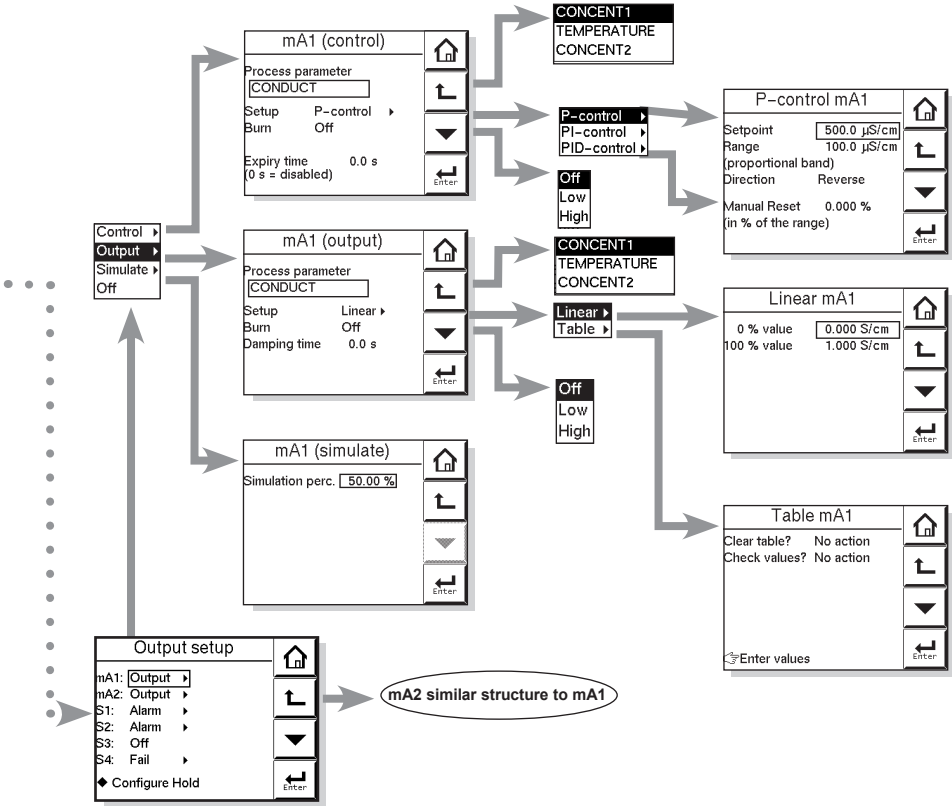 CONCENT1
TEMPERATURE
CONCENT2
mA1 (control)
Process parameter
CONDUCT
Setup P-control
Burn Off
Expiry time 0.0 s
(0 s = disabled)
Enter
P-control
PI-control
PID-control
Off
Low
High
P-control mA1
Setpoint 500.0 µS/cm
Range 100.0 µS/cm
(proportional band)
Direction Reverse
Manual Reset 0.000 %
(in % of the range)
Enter
Control
Output
Simulate
Off
mA1 (output)
Process parameter
CONDUCT
Setup Linear
Burn Off
Damping time 0.0 s
Enter
CONCENT1
TEMPERATURE
CONCENT2
Linear
Table
Off
Low
High
Linear mA1
0 % value 0.000 S/cm
100 % value 1.000 S/cm
Enter
mA1 (simulate)
Simulation perc. 50.00 %
Enter
Table mA1
Clear table? No action
Check values? No action
Enter values
Enter
Output setup
mA1: Output
mA2: Output
S1: Alarm
S2: Alarm
S3: Off
S4: Fail
Configure Hold
Enter
mA2 similar structure to mA1